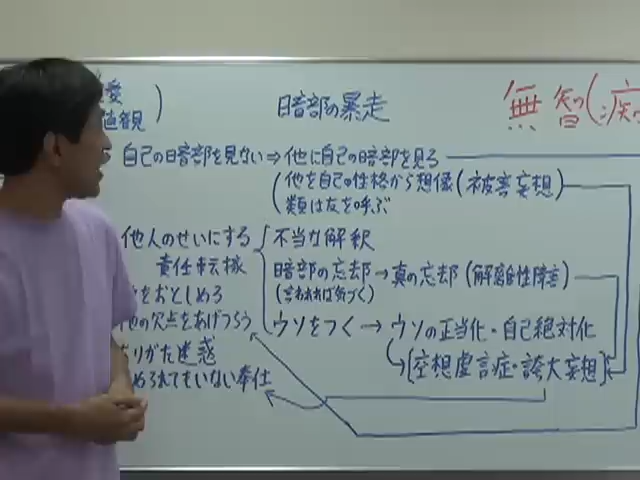 愛
値観
暗部の暴走
無智(:痴
自己の日音部を見ない⇒他に自己の暗部を見る
(他を自己の性格から想像(被害妄想)
類は友を呼ぶ
他人のせいにする
責任転嫁
不当な解釈
をおとしめる
暗部の忘却→真の忘却(解離性障害)
(言われれば気づく)
他の欠点をあげつらう
ウソをつく→ウソの正当化・自己絶対化
ありがた迷惑
[空想虚言症・誇大妄想]
められてもいない奉仕